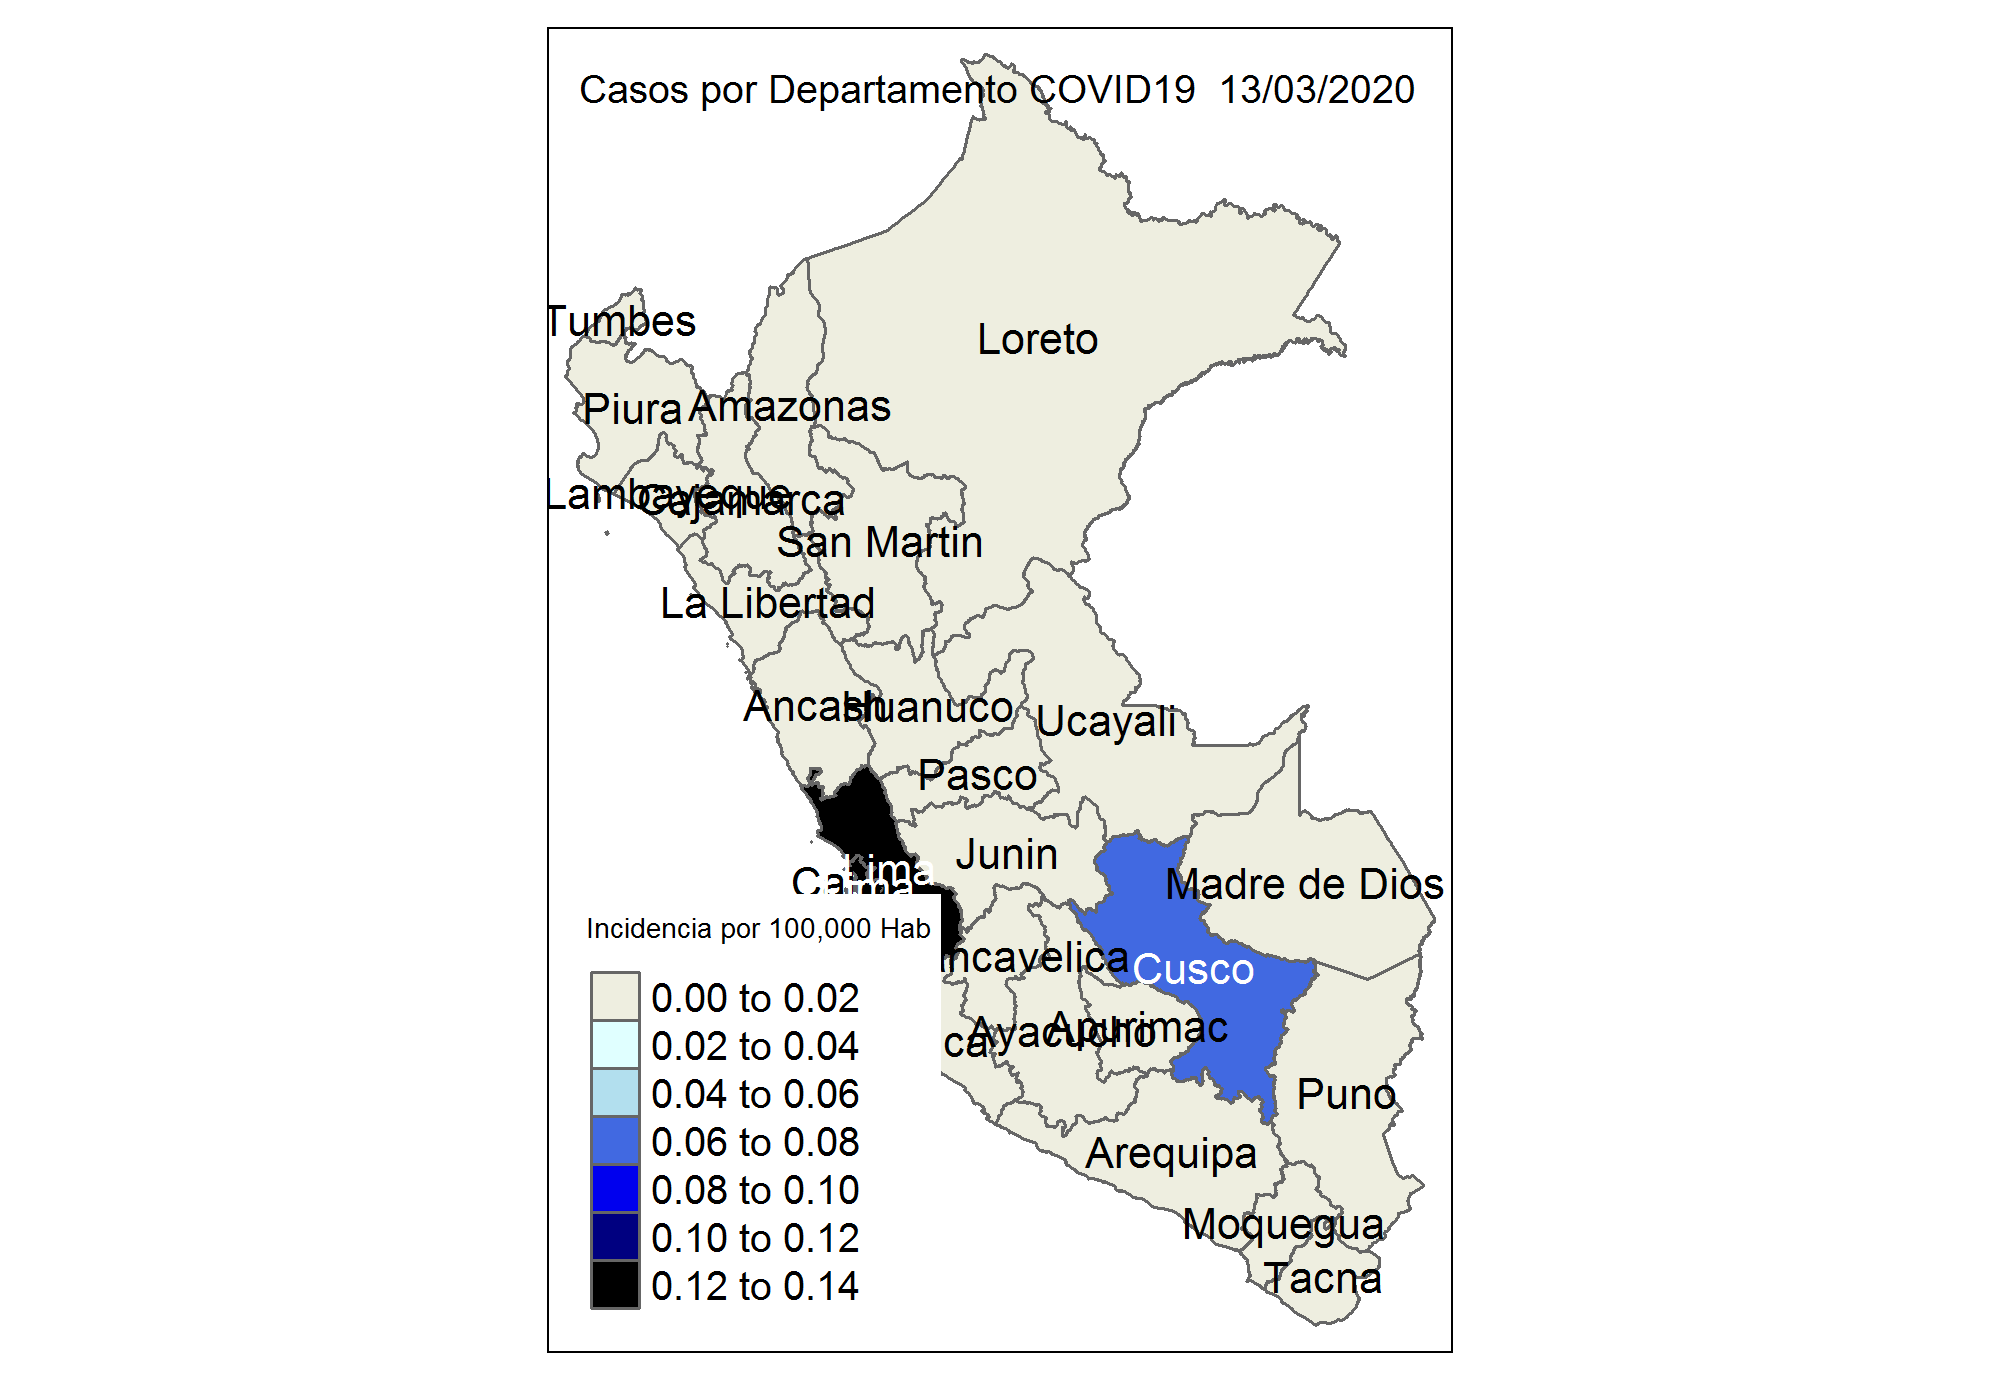 Casos por Departamento COVID19 13/03/2020
Tumbes
Loreto
Piura
Amazonas
Lambayeque
Cajamarca
San Martin
La Libertad
Ancash
Huanuco
Ucayali
Pasco
Junin
Lima
Ca
Lima
Madre de Dios
ncavelica
Cusco
Apurimac
Ayacucho
ca
Puno
Arequipa
Moquegua
Tacna
Incidencia por 100,000 Hab
0.00 to 0.02
0.02 to 0.04
0.04 to 0.06
0.06 to 0.08
0.08 to 0.10
0.10 to 0.12
0.12 to 0.14